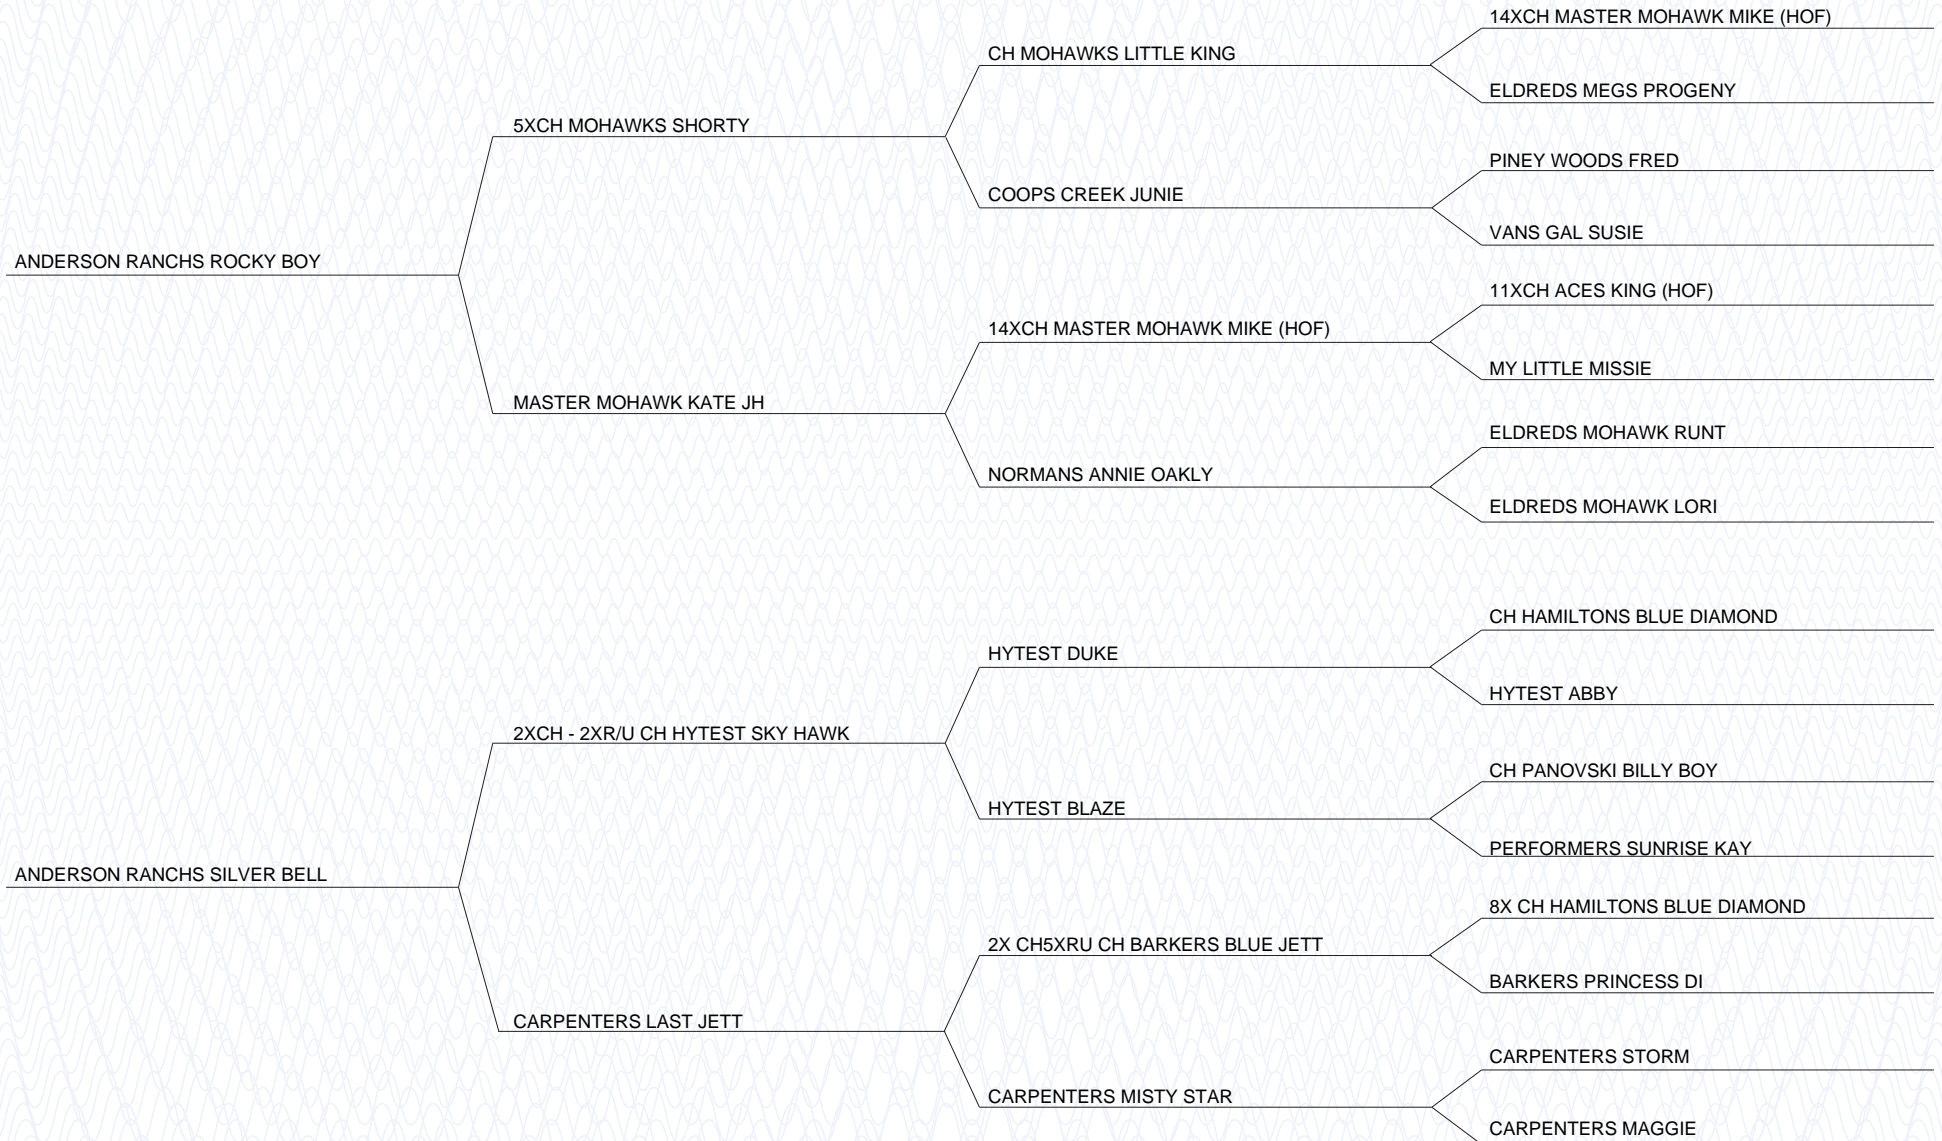 14XCH MASTER MOHAWK MIKE (HOF)
CH MOHAWKS LITTLE KING
ELDREDS MEGS PROGENY
5XCH MOHAWKS SHORTY
PINEY WOODS FRED
COOPS CREEK JUNIE
VANS GAL SUSIE
ANDERSON RANCHS ROCKY BOY
11XCH ACES KING (HOF)
14XCH MASTER MOHAWK MIKE (HOF)
MY LITTLE MISSIE
MASTER MOHAWK KATE JH
ELDREDS MOHAWK RUNT
NORMANS ANNIE OAKLY
ELDREDS MOHAWK LORI
CH HAMILTONS BLUE DIAMOND
HYTEST DUKE
HYTEST ABBY
2XCH - 2XR/U CH HYTEST SKY HAWK
CH PANOVSKI BILLY BOY
HYTEST BLAZE
PERFORMERS SUNRISE KAY
ANDERSON RANCHS SILVER BELL
8X CH HAMILTONS BLUE DIAMOND
2X CH5XRU CH BARKERS BLUE JETT
BARKERS PRINCESS DI
CARPENTERS LAST JETT
CARPENTERS STORM
CARPENTERS MISTY STAR
CARPENTERS MAGGIE